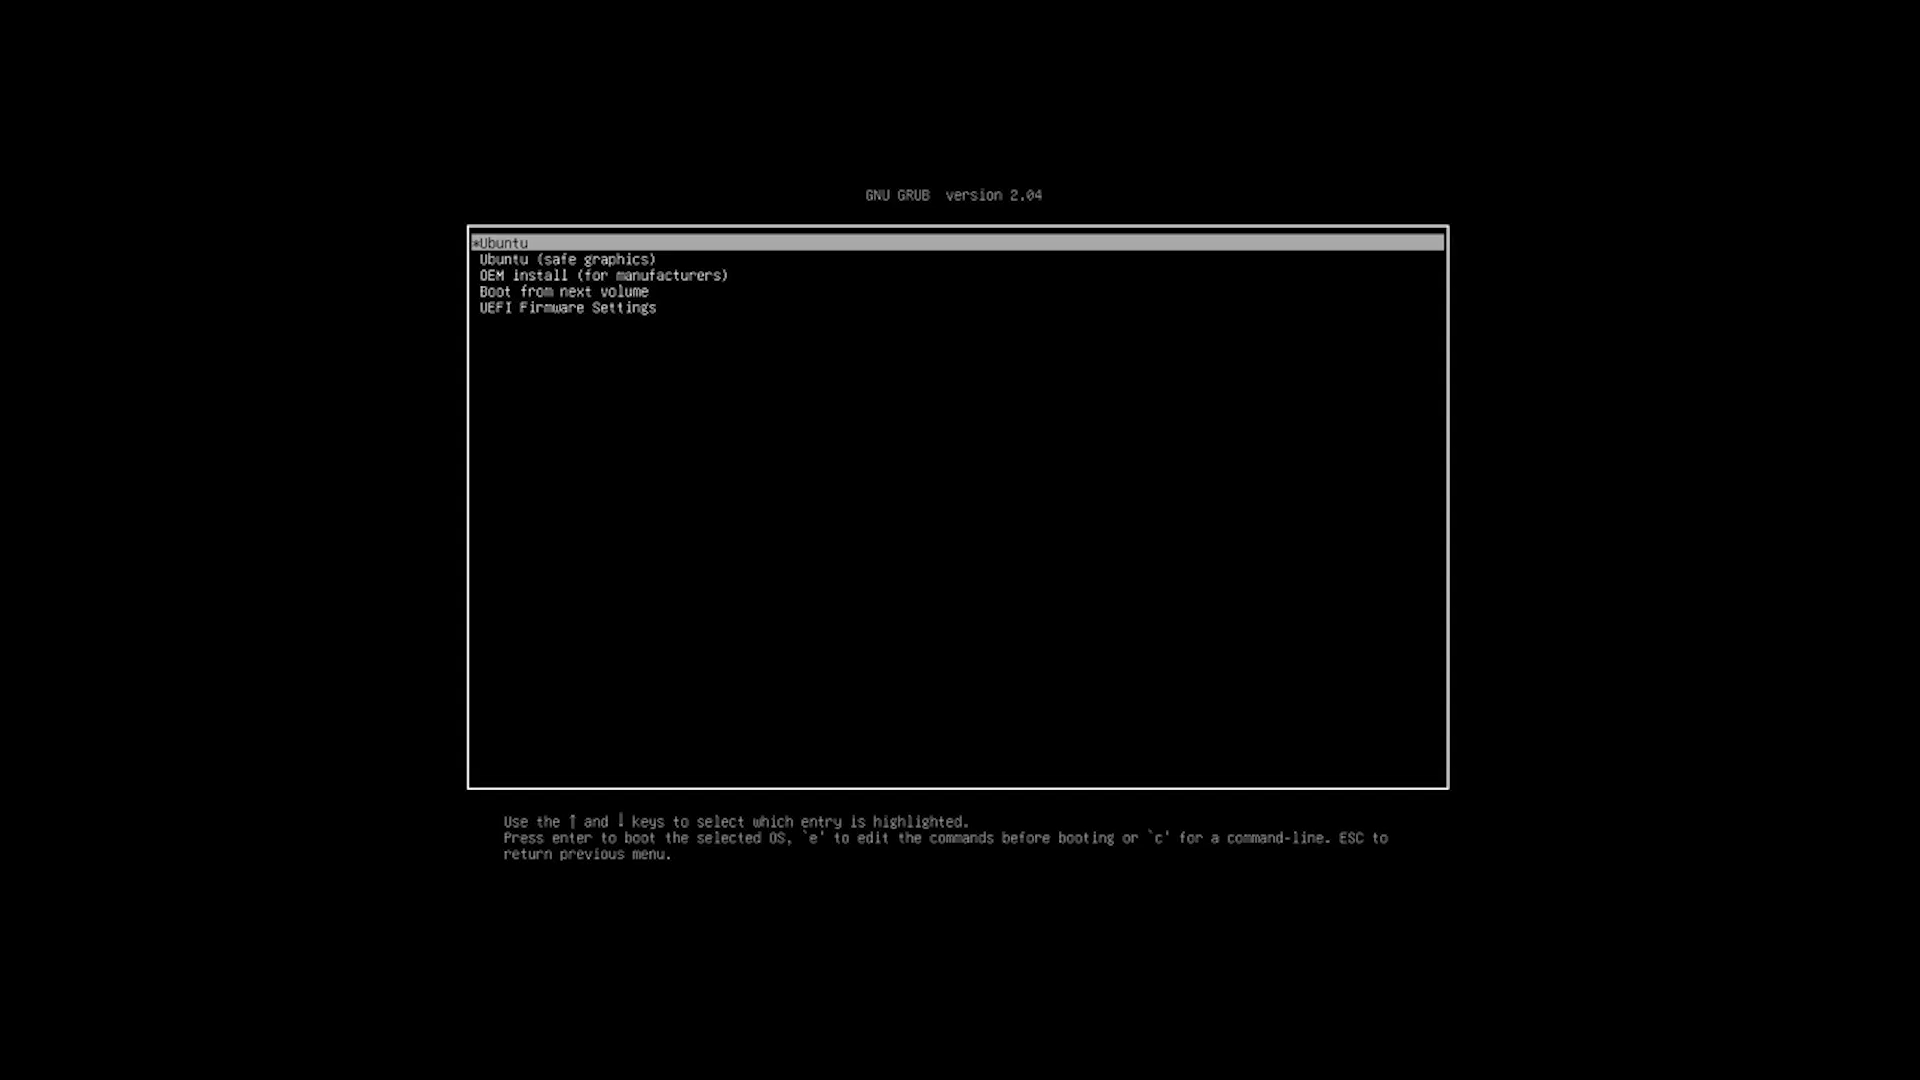 GNU GRUB  version 2.04
*Ubuntu
Ubuntu (safe graphics)
OEM install (for manufacturers)
Boot from next volume
UEFI Firmware Settings
Use the ↑ and ↓ keys to select which entry is highlighted.
Press enter to boot the selected OS, `e' to edit the commands before booting or `c' for a command-line. ESC to
return previous menu.